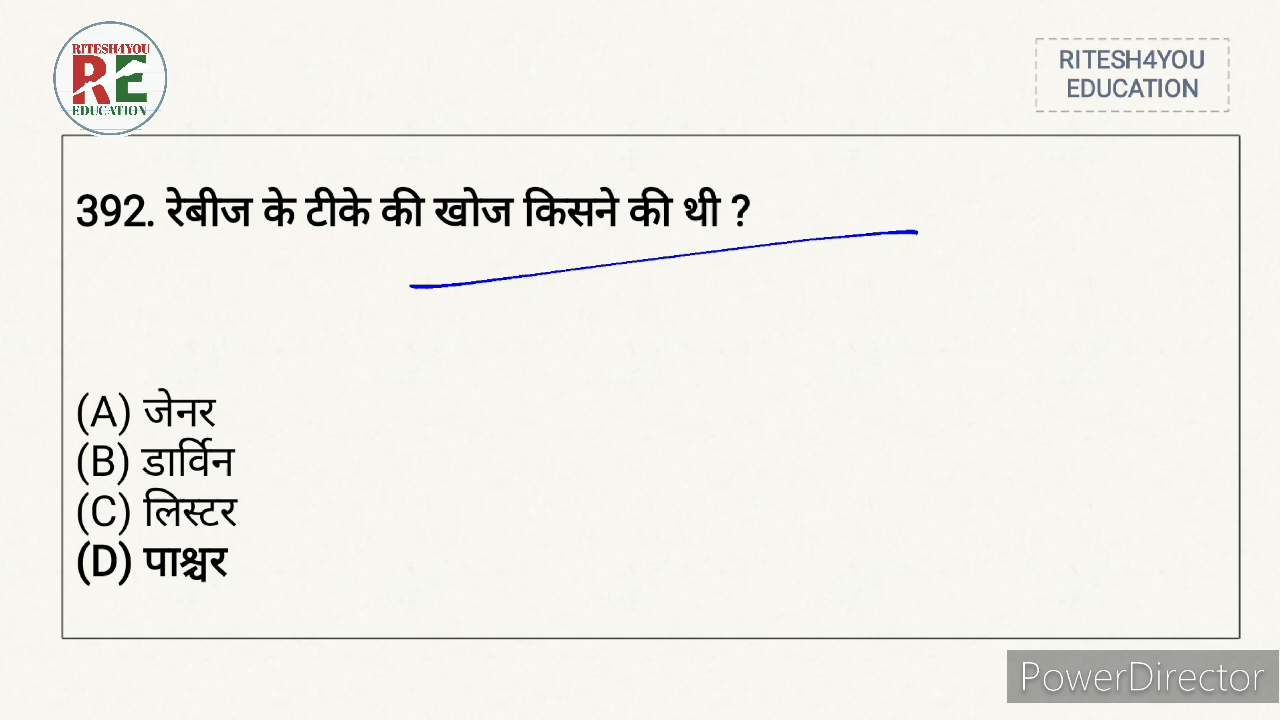 RITESH4YOU
RE
EDUCATION
RITESH4YOU
EDUCATION
392. रेबीज के टीके की खोज किसने की थी ?
(A) जेनर
(B) डार्विन
(C) लिस्टर
(D) पाश्चर
PowerDirector